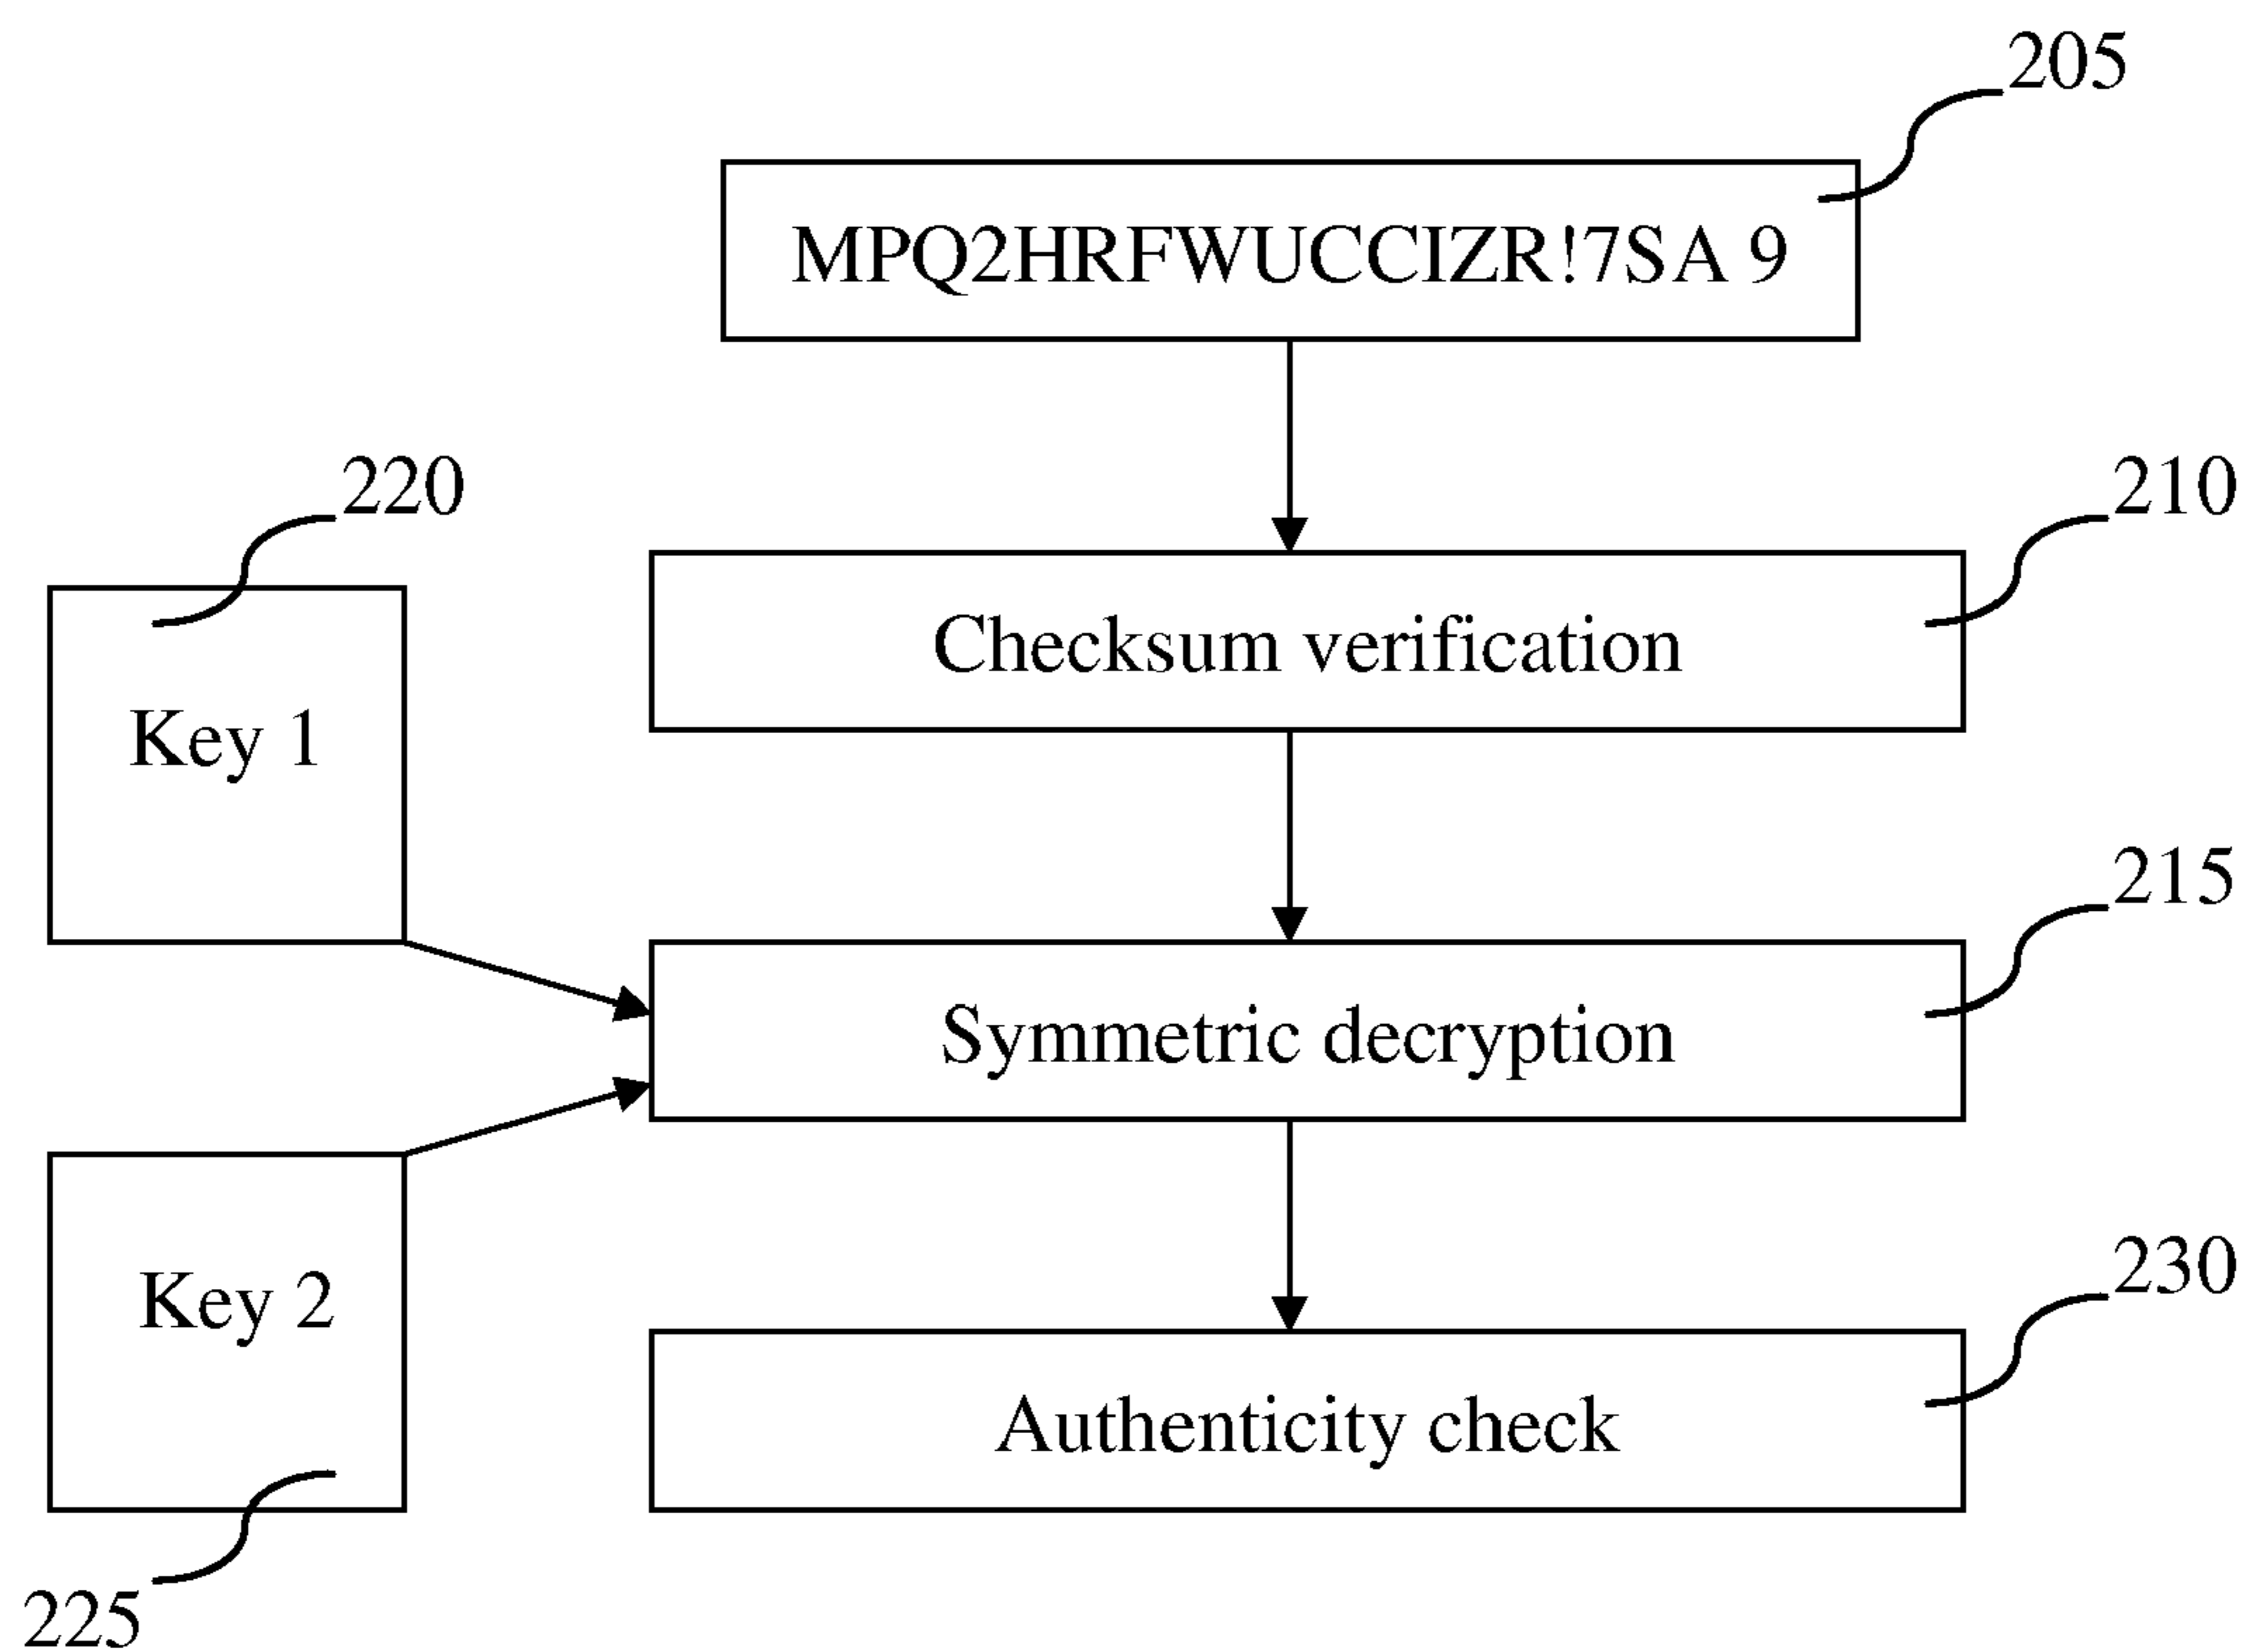 205
MPQ2HRFWUCCIZR!7SA 9
220
210
Key 1
Checksum verification
215
Symmetric decryption
Key 2
230
Authenticity check
225